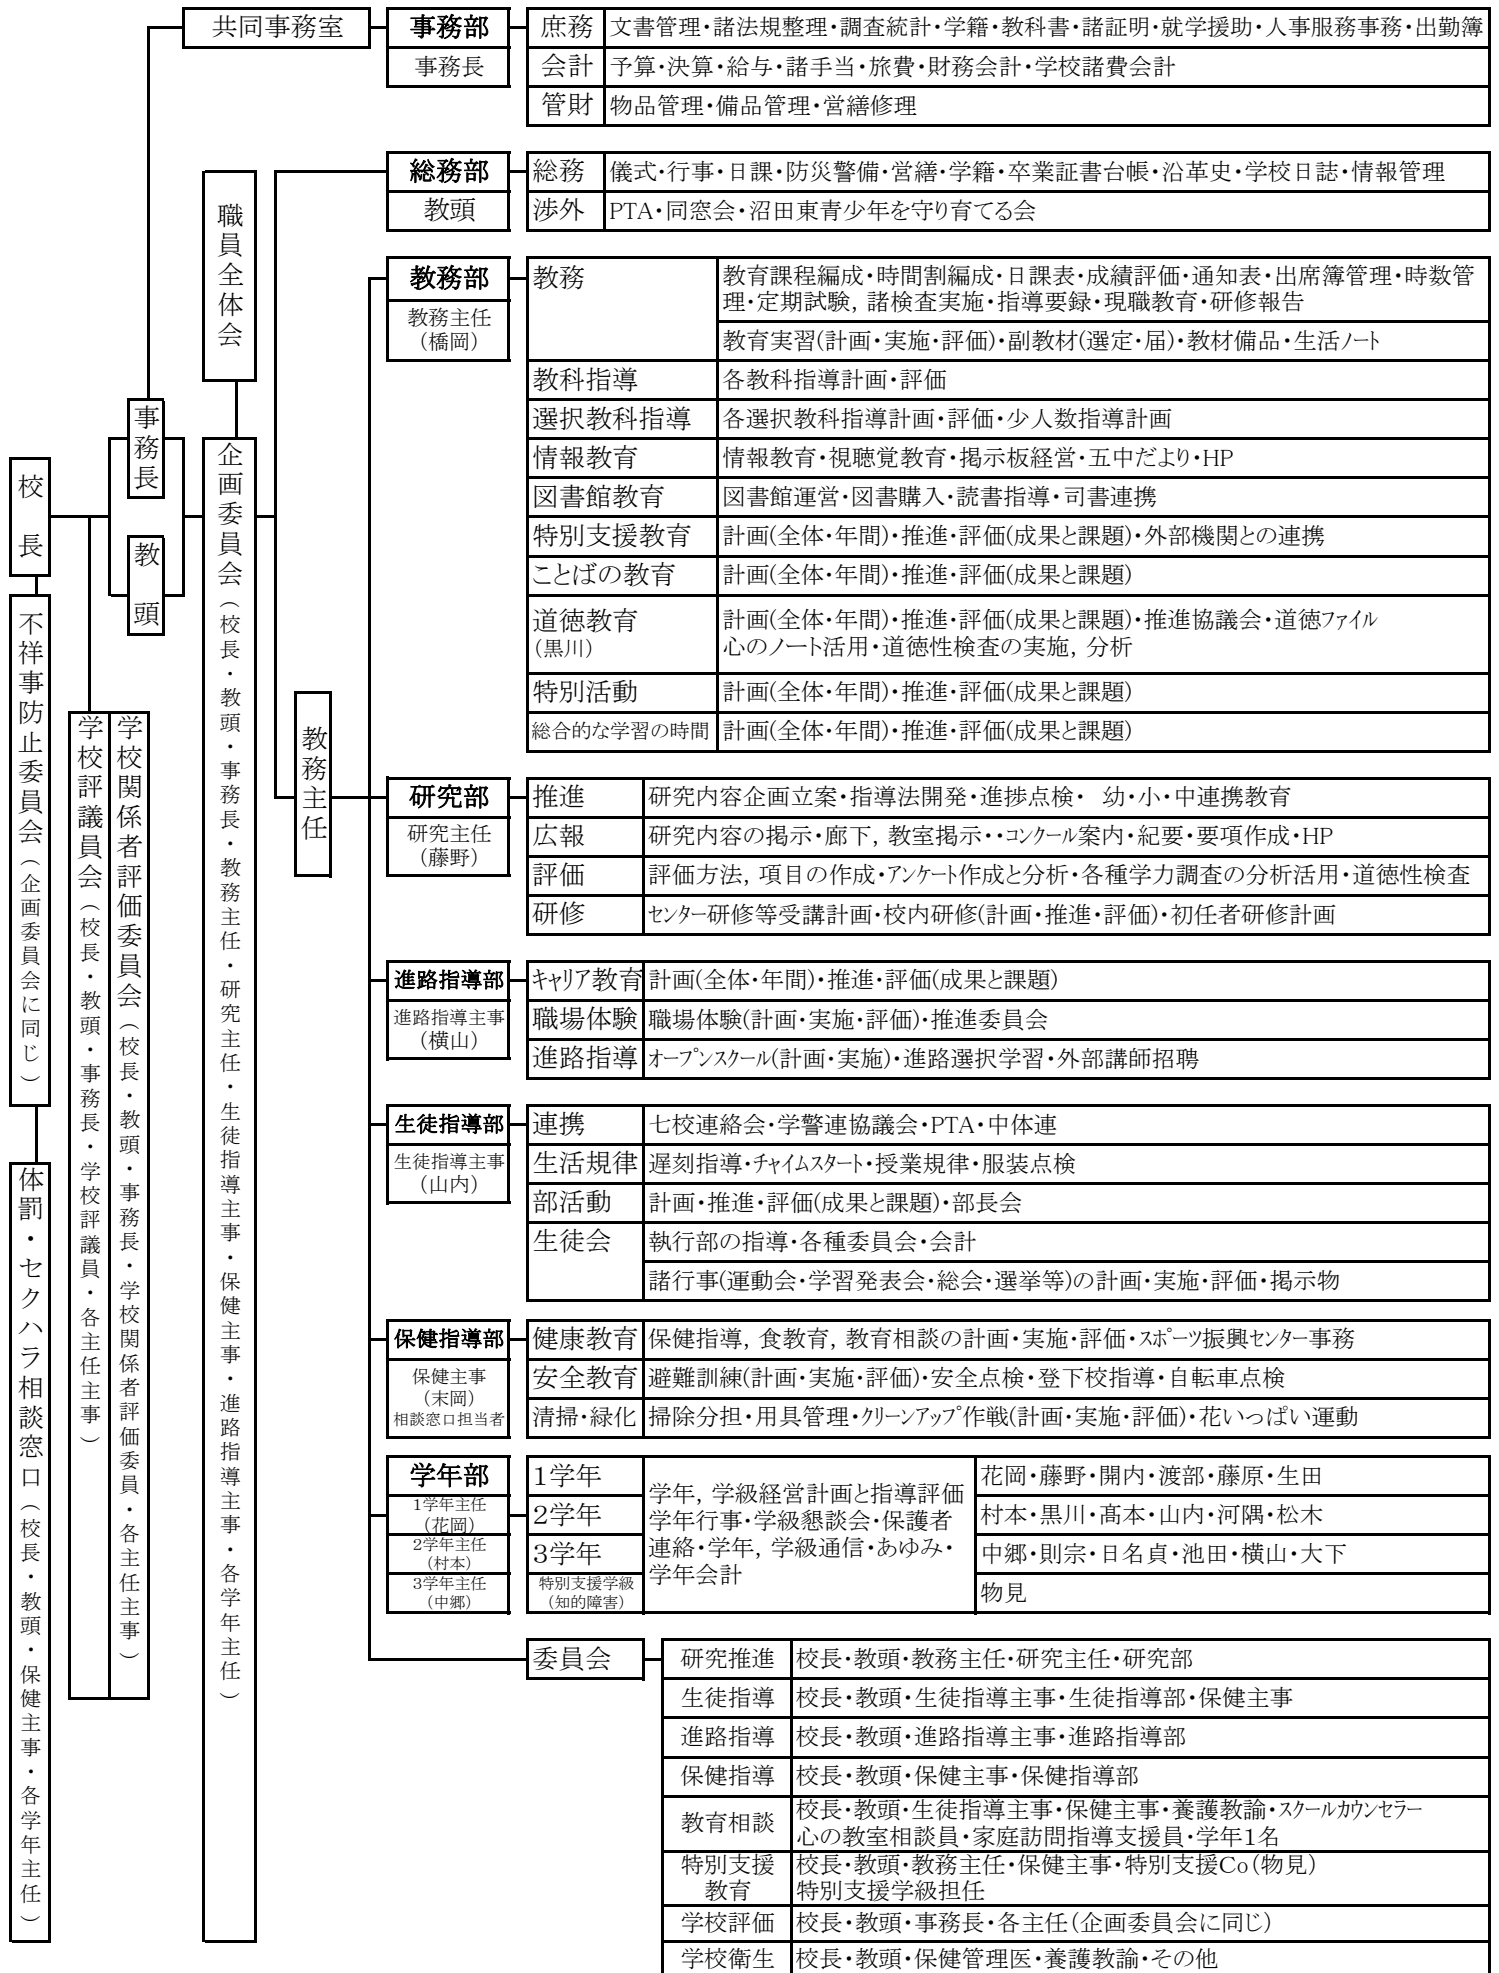 共同事務室
事務部
事務長
庶務
文書管理・諸法規整理・調査統計・学籍・教科書・諸証明・就学援助・人事服務事務・出勤簿
会計
予算・決算・給与・諸手当・旅費・財務会計・学校諸費会計
管財
物品管理・備品管理・営繕修理
総務部
教頭
総務
儀式・行事・日課・防災警備・営繕・学籍・卒業証書台帳・沿革史・学校日誌・情報管理
渉外
PTA・同窓会・沼田東青少年を守り育てる会
職員全体会
事務長
教頭
校長
不祥事防止委員会（企画委員会に同じ）
体罰・セクハラ相談窓口（校長・教頭・保健主事・各学年主任）
学校評議員会（校長・教頭・事務長・学校評議員・各主任主事）
学校関係者評価委員会（校長・教頭・事務長・学校関係者評価委員・各主任主事）
企画委員会（校長・教頭・事務長・教務主任・研究主任・生徒指導主事・保健主事・進路指導主事・各学年主任）
教務主任
教務部
教務主任
（橋岡）
教務
教育課程編成・時間割編成・日課表・成績評価・通知表・出席簿管理・時数管
理・定期試験，諸検査実施・指導要録・現職教育・研修報告
教育実習(計画・実施・評価)・副教材(選定・届)・教材備品・生活ノート
教科指導
各教科指導計画・評価
選択教科指導
各選択教科指導計画・評価・少人数指導計画
情報教育
情報教育・視聴覚教育・掲示板経営・五中だより・HP
図書館教育
図書館運営・図書購入・読書指導・司書連携
特別支援教育
計画(全体・年間)・推進・評価(成果と課題)・外部機関との連携
ことばの教育
計画(全体・年間)・推進・評価(成果と課題)
道徳教育
（黒川）
計画(全体・年間)・推進・評価(成果と課題)・推進協議会・道徳ファイル
心のノート活用・道徳性検査の実施，分析
特別活動
計画(全体・年間)・推進・評価(成果と課題)
総合的な学習の時間
計画(全体・年間)・推進・評価(成果と課題)
研究部
研究主任
（藤野）
推進
研究内容企画立案・指導法開発・進捗点検・ 幼・小・中連携教育
広報
研究内容の掲示・廊下，教室掲示・・コンクール案内・紀要・要項作成・HP
評価
評価方法，項目の作成・アンケート作成と分析・各種学力調査の分析活用・道徳性検査
研修
センター研修等受講計画・校内研修(計画・推進・評価)・初任者研修計画
進路指導部
進路指導主事
（横山）
キャリア教育
計画(全体・年間)・推進・評価(成果と課題)
職場体験
職場体験(計画・実施・評価)・推進委員会
進路指導
オープンスクール(計画・実施)・進路選択学習・外部講師招聘
生徒指導部
生徒指導主事
（山内）
連携
七校連絡会・学警連協議会・PTA・中体連
生活規律
遅刻指導・チャイムスタート・授業規律・服装点検
部活動
計画・推進・評価(成果と課題)・部長会
生徒会
執行部の指導・各種委員会・会計
諸行事(運動会・学習発表会・総会・選挙等)の計画・実施・評価・掲示物
保健指導部
保健主事
（末岡）
相談窓口担当者
健康教育
保健指導，食教育，教育相談の計画・実施・評価・スポーツ振興センター事務
安全教育
避難訓練(計画・実施・評価)・安全点検・登下校指導・自転車点検
清掃・緑化
掃除分担・用具管理・クリーンアップ作戦(計画・実施・評価)・花いっぱい運動
学年部
1学年主任
（花岡）
2学年主任
（村本）
3学年主任
（中郷）
1学年
2学年
3学年
特別支援学級
（知的障害）
学年，学級経営計画と指導評価
学年行事・学級懇談会・保護者
連絡・学年，学級通信・あゆみ・
学年会計
花岡・藤野・開内・渡部・藤原・生田
村本・黒川・髙本・山内・河隅・松木
中郷・則宗・日名貞・池田・横山・大下
物見
委員会
研究推進
校長・教頭・教務主任・研究主任・研究部
生徒指導
校長・教頭・生徒指導主事・生徒指導部・保健主事
進路指導
校長・教頭・進路指導主事・進路指導部
保健指導
校長・教頭・保健主事・保健指導部
教育相談
校長・教頭・生徒指導主事・保健主事・養護教諭・スクールカウンセラー
心の教室相談員・家庭訪問指導支援員・学年1名
特別支援
教育
校長・教頭・教務主任・保健主事・特別支援Co（物見）
特別支援学級担任
学校評価
校長・教頭・事務長・各主任（企画委員会に同じ）
学校衛生
校長・教頭・保健管理医・養護教諭・その他